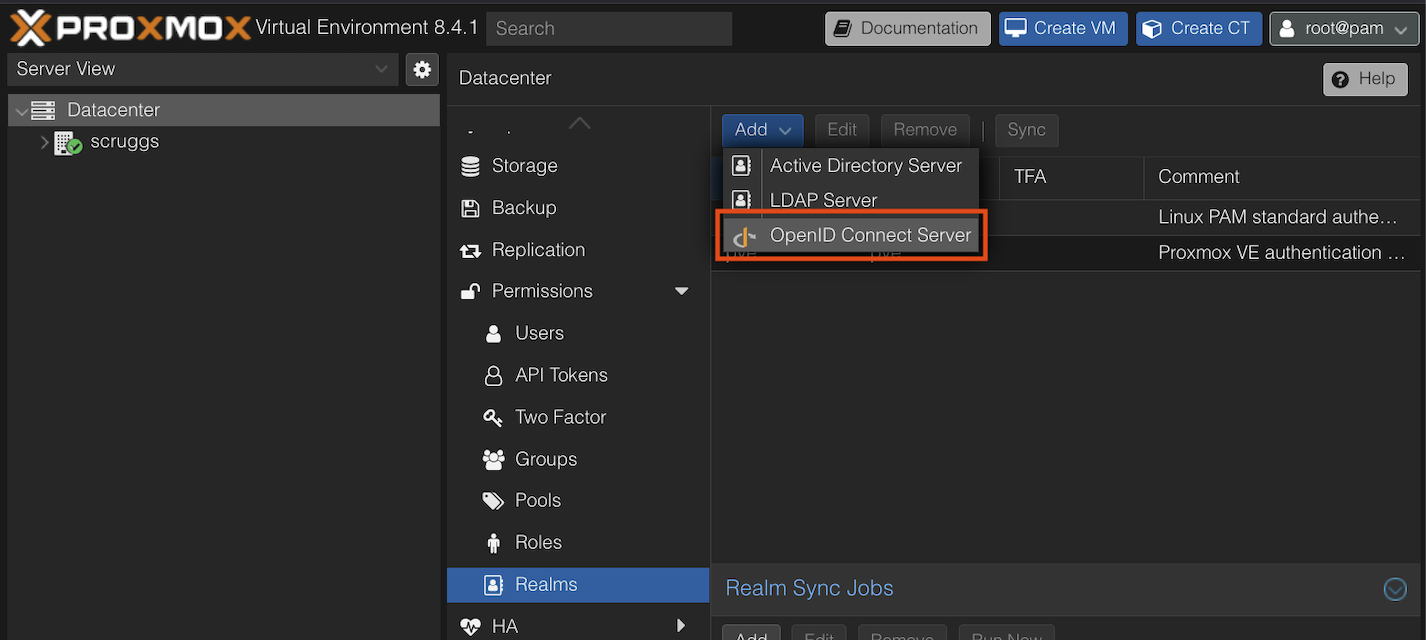 PROXMOX Virtual Environment 8.4.1 Search Documentation Create VM Create CT root@pam
Server View
Datacenter
scruggs
Datacenter
Help
Storage
Backup
Replication
Permissions
Users
API Tokens
Two Factor
Groups
Pools
Roles
Realms
HA
Add Edit Remove Sync
Active Directory Server
LDAP Server
OpenID Connect Server
TFA Comment
Linux PAM standard authe...
pve pve Proxmox VE authentication ...
Realm Sync Jobs
Add Edit Remove Run Now